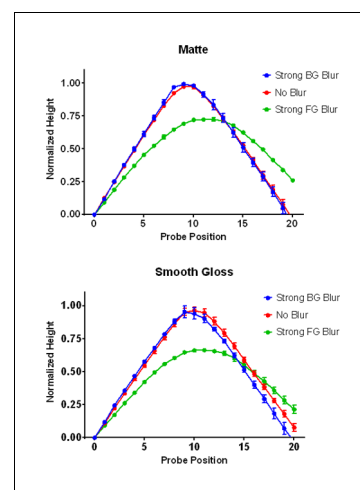 Matte
1.00
0.75
0.50
0.25
0.00
Normalized Height
0
5
10
15
20
Probe Position
Strong BG Blur
No Blur
Strong FG Blur
Smooth Gloss
1.00
0.75
0.50
0.25
0.00
Normalized Height
0
5
10
15
20
Probe Position
Strong BG Blur
No Blur
Strong FG Blur